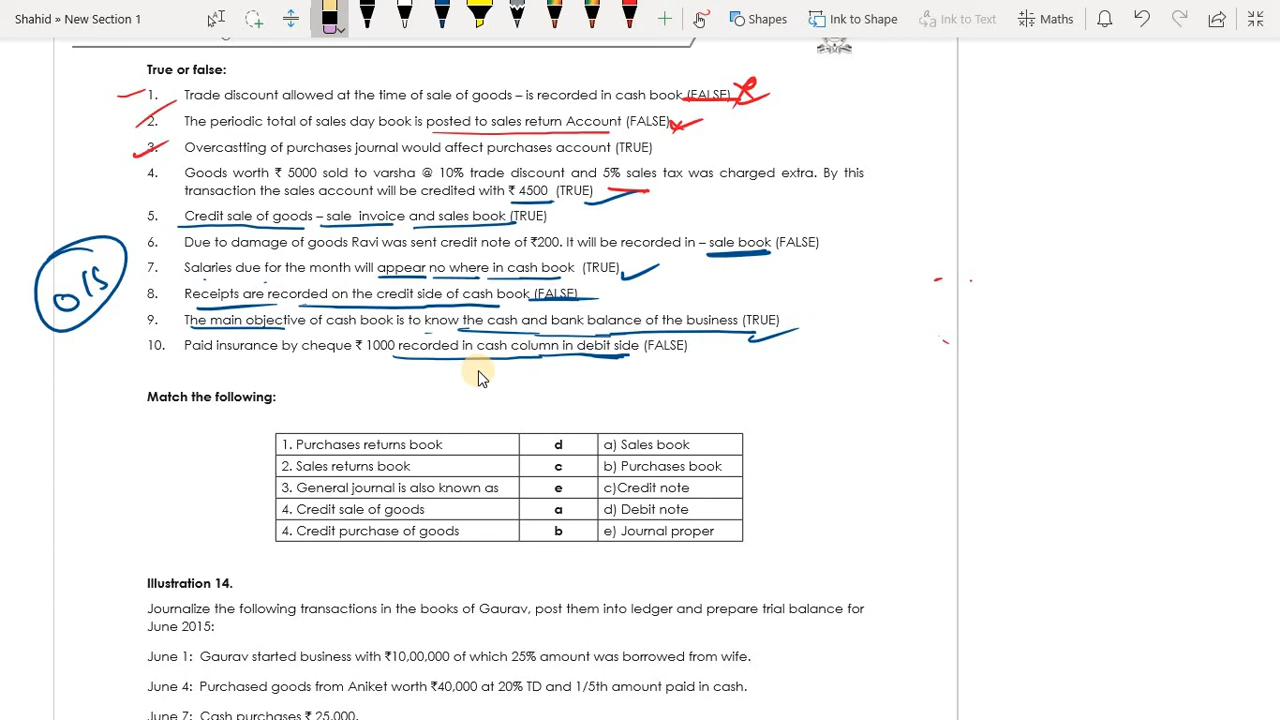 Shahid » New Section 1
Shapes
Ink to Shape
Ink to Text
Maths
True or false:
1. Trade discount allowed at the time of sale of goods – is recorded in cash book (FALSE)
2. The periodic total of sales day book is posted to sales return Account (FALSE)
3. Overcastting of purchases journal would affect purchases account (TRUE)
4. Goods worth ₹ 5000 sold to varsha @ 10% trade discount and 5% sales tax was charged extra. By this
transaction the sales account will be credited with ₹ 4500 (TRUE)
5. Credit sale of goods – sale invoice and sales book (TRUE)
6. Due to damage of goods Ravi was sent credit note of ₹200. It will be recorded in – sale book (FALSE)
7. Salaries due for the month will appear no where in cash book (TRUE)
8. Receipts are recorded on the credit side of cash book (FALSE)
9. The main objective of cash book is to know the cash and bank balance of the business (TRUE)
10. Paid insurance by cheque ₹ 1000 recorded in cash column in debit side (FALSE)
Match the following:
1. Purchases returns book d a) Sales book
2. Sales returns book c b) Purchases book
3. General journal is also known as e c)Credit note
4. Credit sale of goods a d) Debit note
4. Credit purchase of goods b e) Journal proper
Illustration 14.
Journalize the following transactions in the books of Gaurav, post them into ledger and prepare trial balance for
June 2015:
June 1: Gaurav started business with ₹10,00,000 of which 25% amount was borrowed from wife.
June 4: Purchased goods from Aniket worth ₹40,000 at 20% TD and 1/5th amount paid in cash.
June 7: Cash purchases ₹ 25,000.